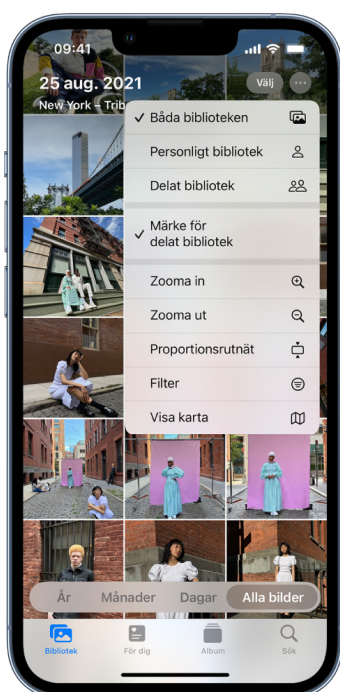 09:41
25 aug. 2021
Välj
New York – Trib
Båda biblioteken
Personligt bibliotek
Delat bibliotek
Märke för
delat bibliotek
Zooma in
Zooma ut
Proportionsrutnät
Filter
Visa karta
År Månader Dagar Alla bilder
Bibliotek För dig Album Sök